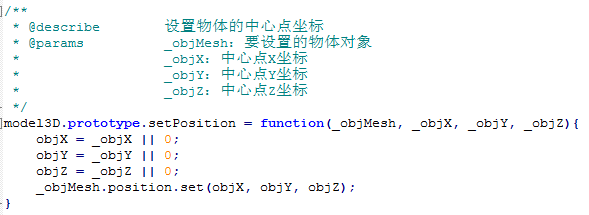 /**
 * @describe 设置物体的中心点坐标
 * @params _objMesh: 要设置的物体对象
 * _objX: 中心点X坐标
 * _objY: 中心点Y坐标
 * _objZ: 中心点Z坐标
 */
model3D.prototype.setPosition = function(_objMesh, _objX, _objY, _objZ){
    objX = _objX || 0;
    objY = _objY || 0;
    objZ = _objZ || 0;
    _objMesh.position.set(objX, objY, objZ);
}